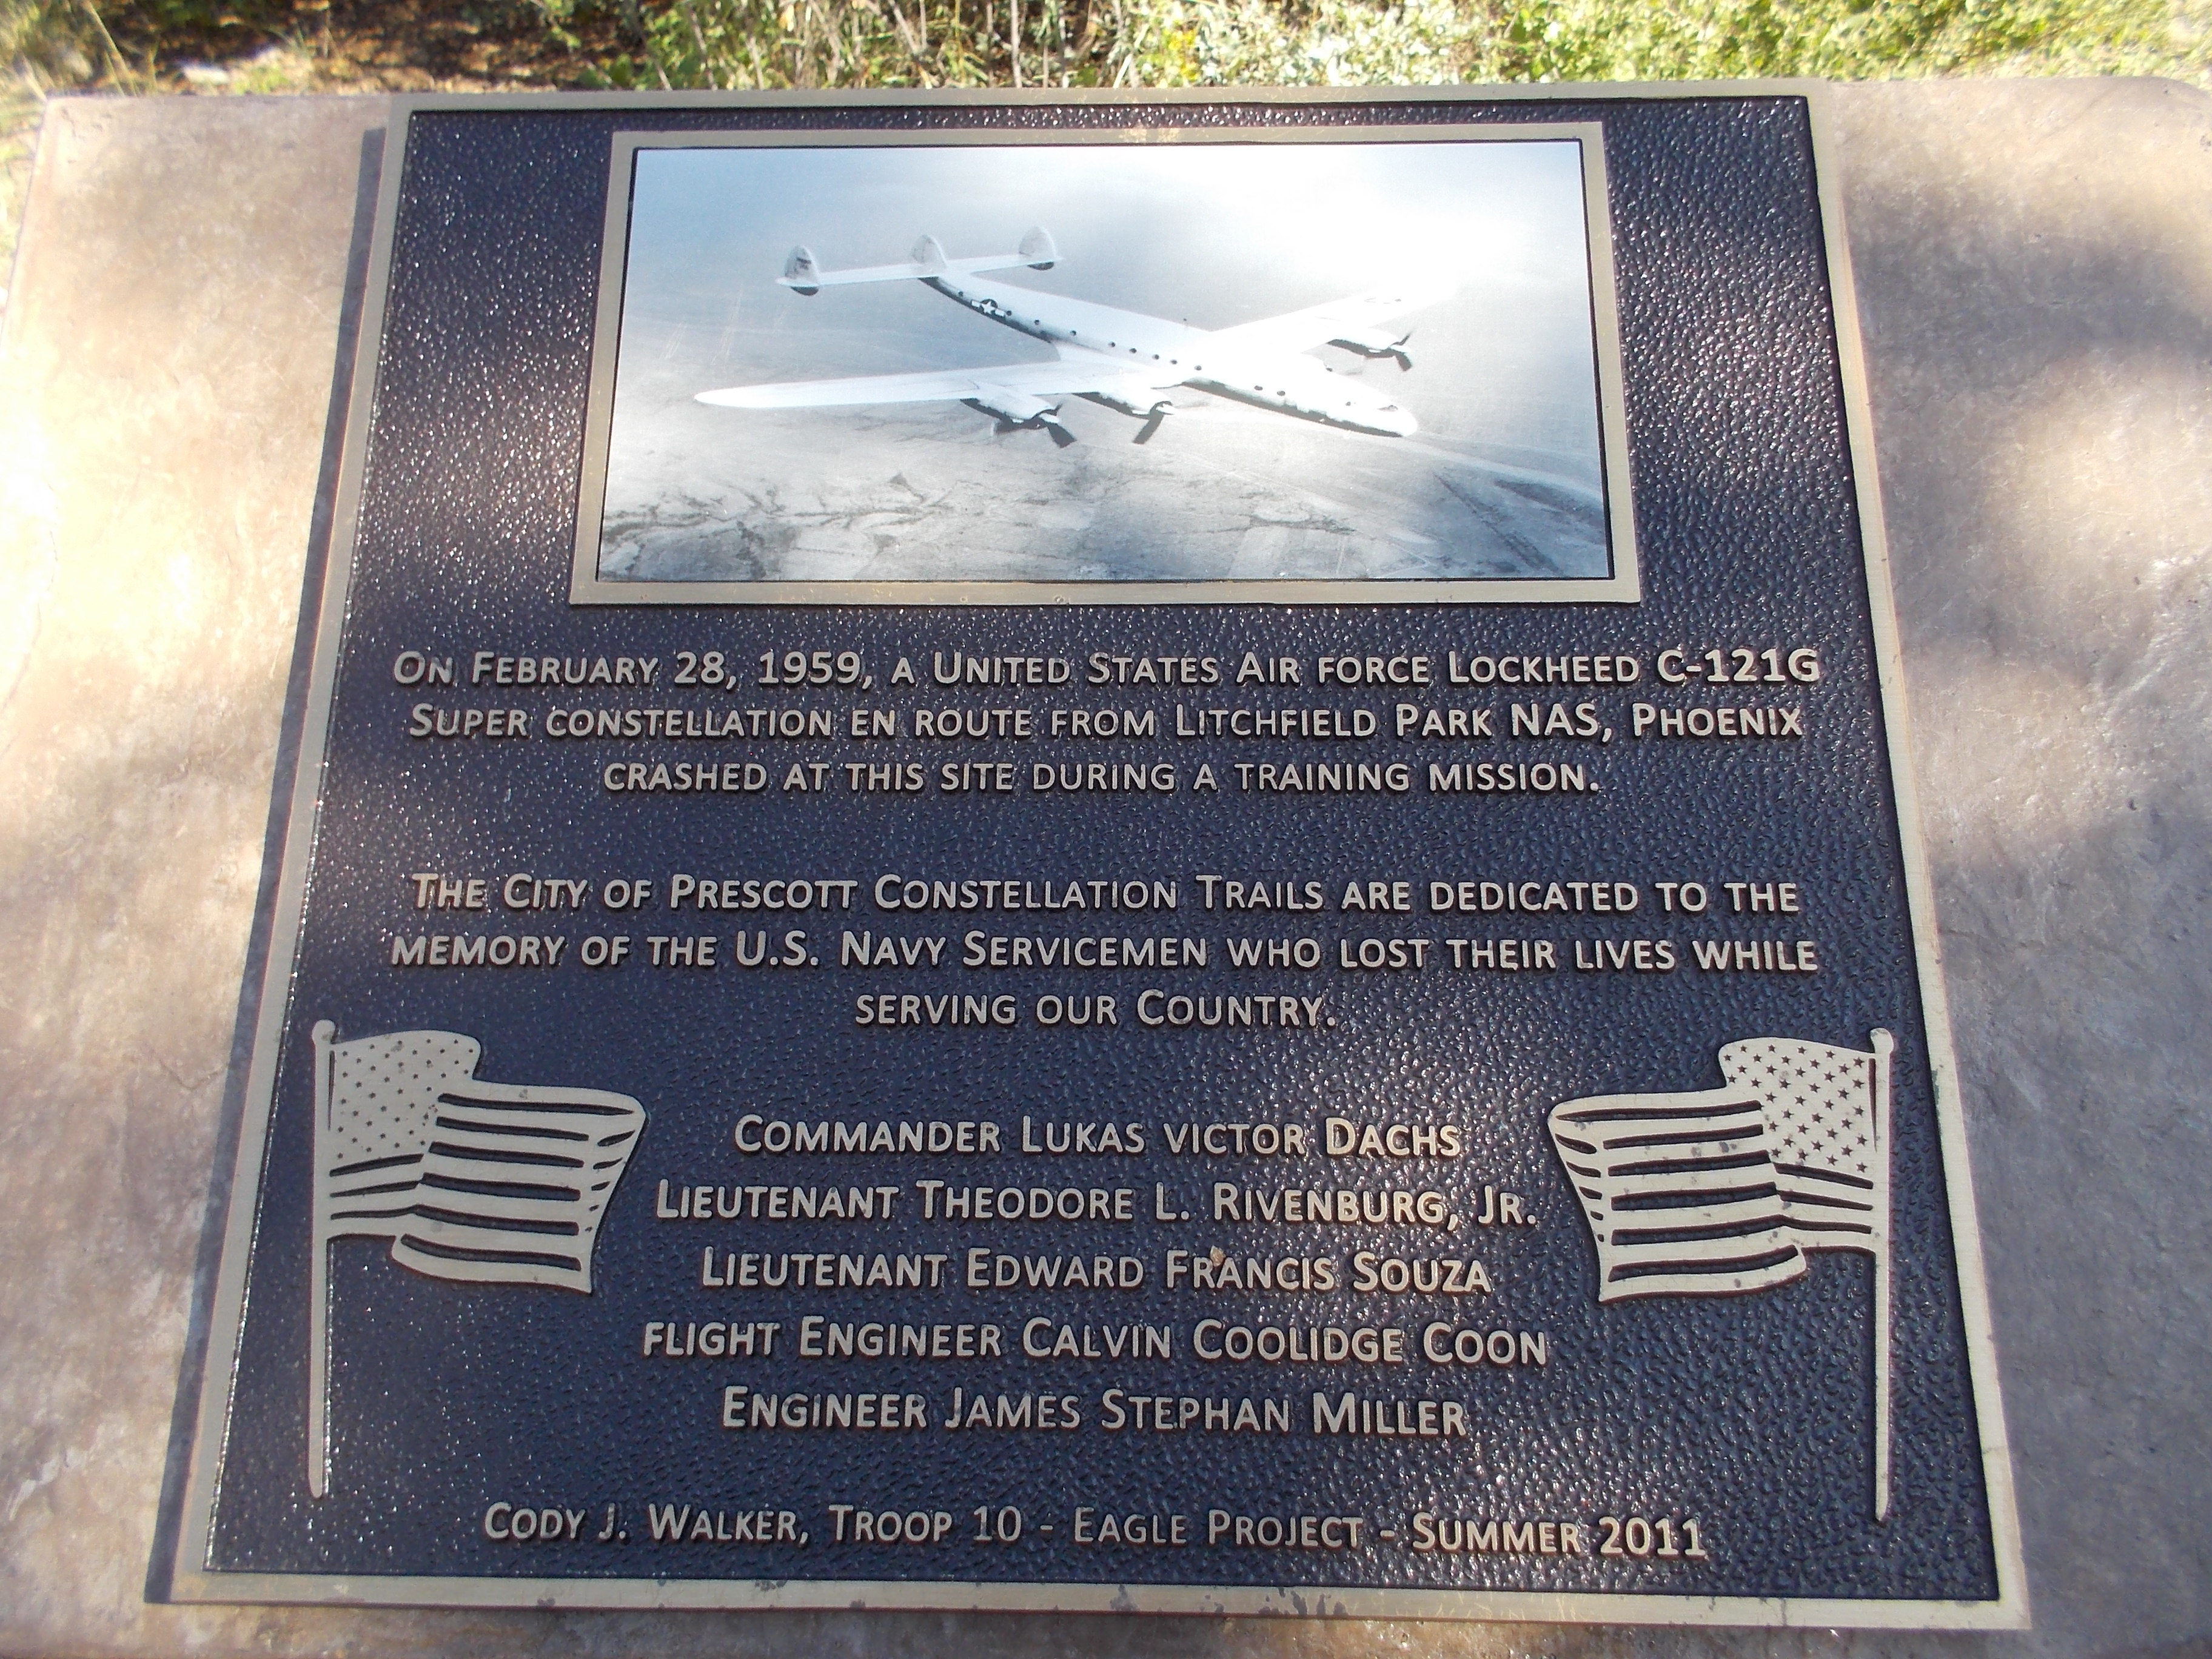 On February 28, 1959, a United States Air force Lockheed C-121G
Super constellation en route from Litchfield Park NAS, Phoenix
crashed at this site during a training mission.
The City of Prescott Constellation Trails are dedicated to the
memory of the U.S. Navy Servicemen who lost their lives while
serving our Country.
Commander Lukas victor Dachs
Lieutenant Theodore L. Rivenburg, Jr.
Lieutenant Edward Francis Souza
flight Engineer Calvin Coolidge Coon
Engineer James Stephan Miller
Cody J. Walker, Troop 10 - Eagle Project - Summer 2011